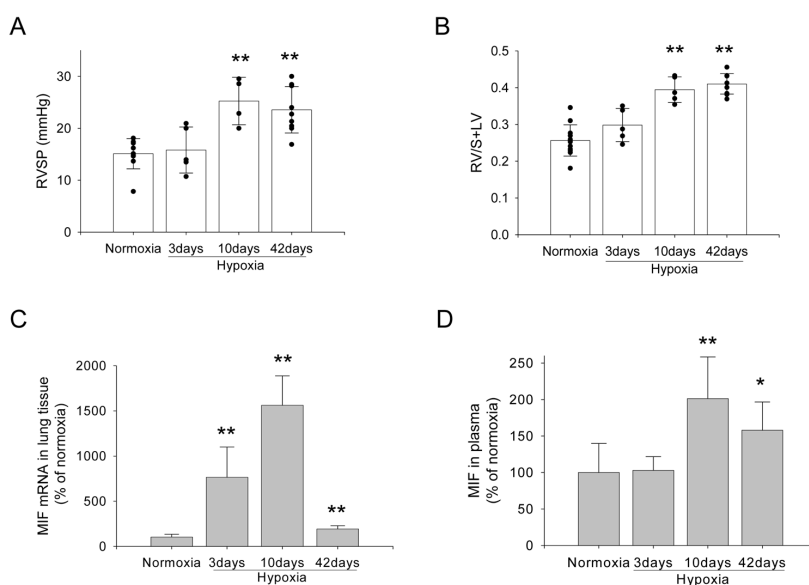 A
RVSP (mmHg)
30
20
10
0
**
**
Normoxia 3days 10days 42days
Hypoxia
B
RV/S+LV
0.5
0.4
0.3
0.2
0.1
0.0
**
**
Normoxia 3days 10days 42days
Hypoxia
C
MIF mRNA in lung tissue
(% of normoxia)
2000
1500
1000
500
0
**
**
**
Normoxia 3days 10days 42days
Hypoxia
D
MIF in plasma
(% of normoxia)
250
200
150
100
50
0
**
*
Normoxia 3days 10days 42days
Hypoxia